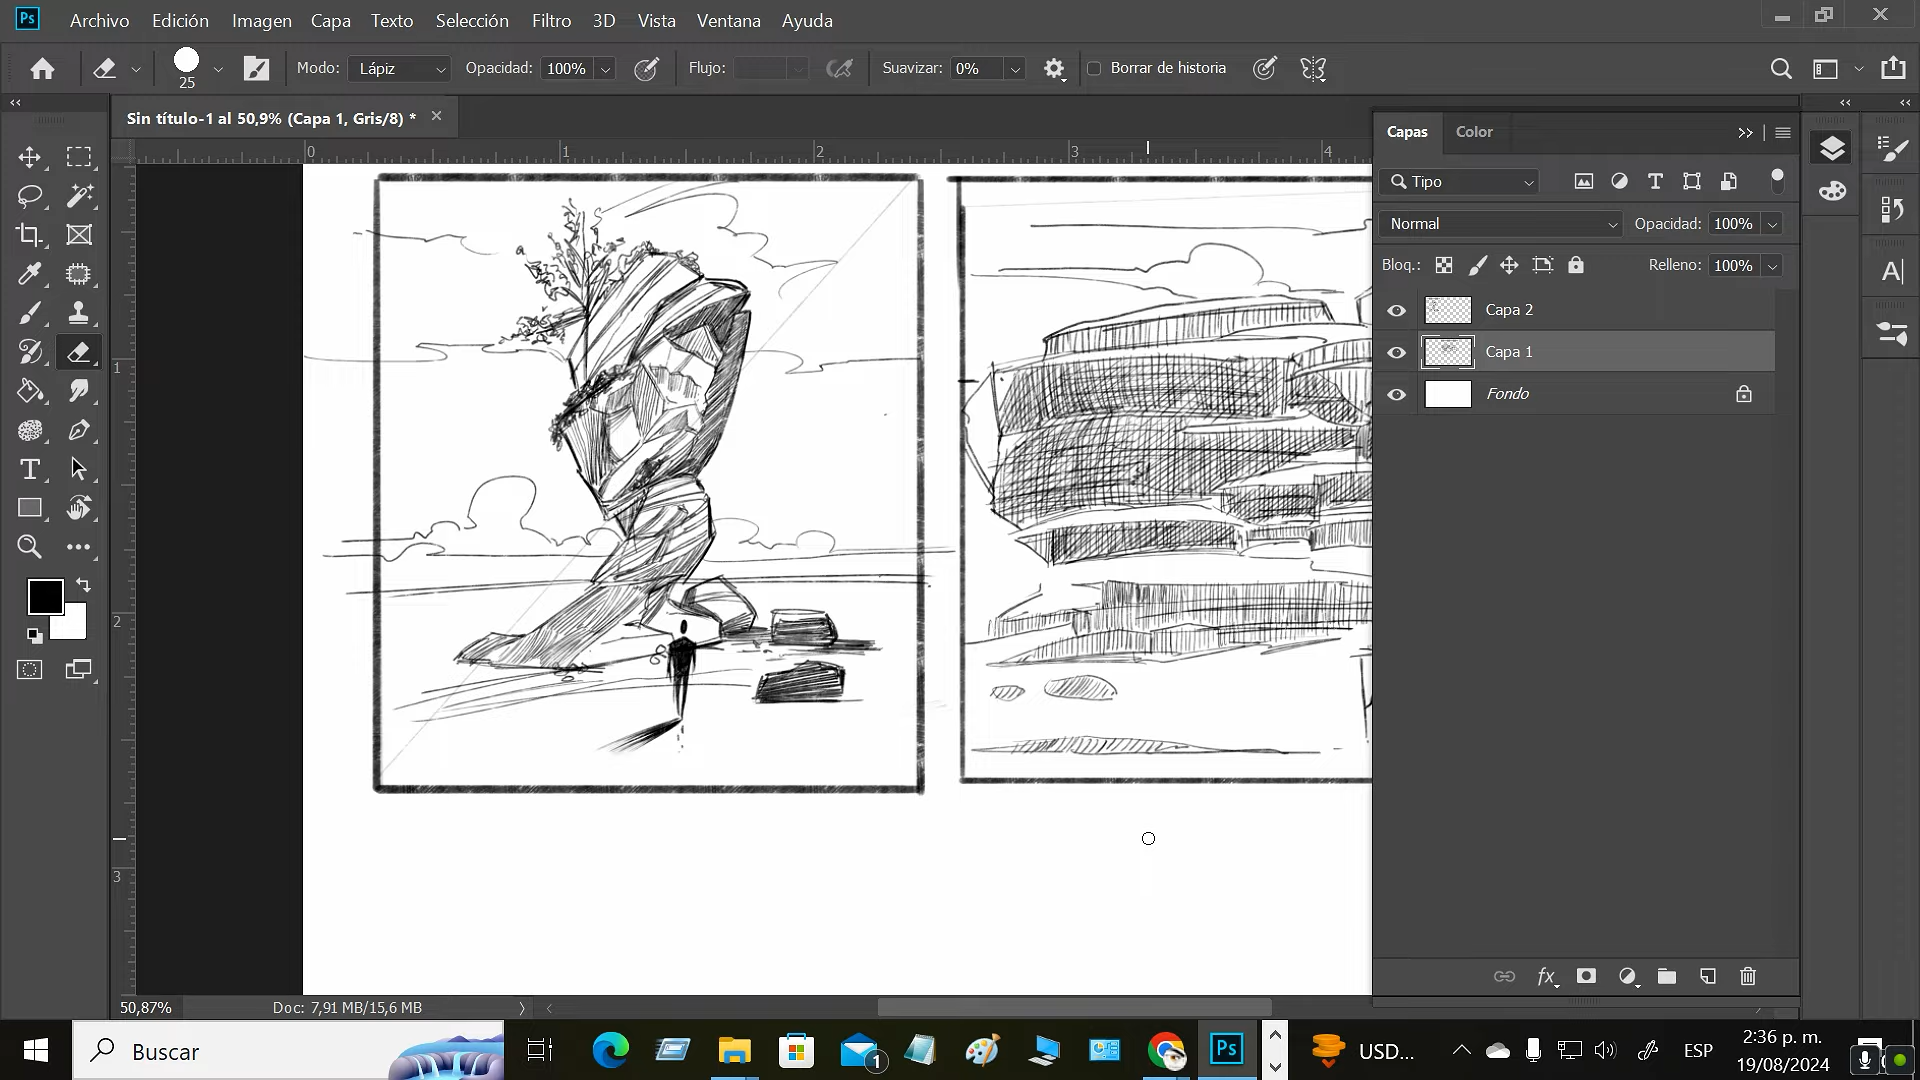 Ps
Archivo Edición Imagen Capa Texto Selección Filtro 3D Vista Ventana Ayuda
25 Modo: Lápiz Opacidad: 100% Flujo: Suavizar: 0% Borrar de historia
Sin título-1 al 50,9% (Capa 1, Gris/8) *
0 1 2 3 4
1
2
3
Capas Color
Tipo
Normal Opacidad: 100%
Bloq.: Relleno: 100%
Capa 2
Capa 1
Fondo
fx
50,87% Doc: 7,91 MB/15,6 MB
Buscar 1 Ps USD... ESP 2:36 p. m.
19/08/2024